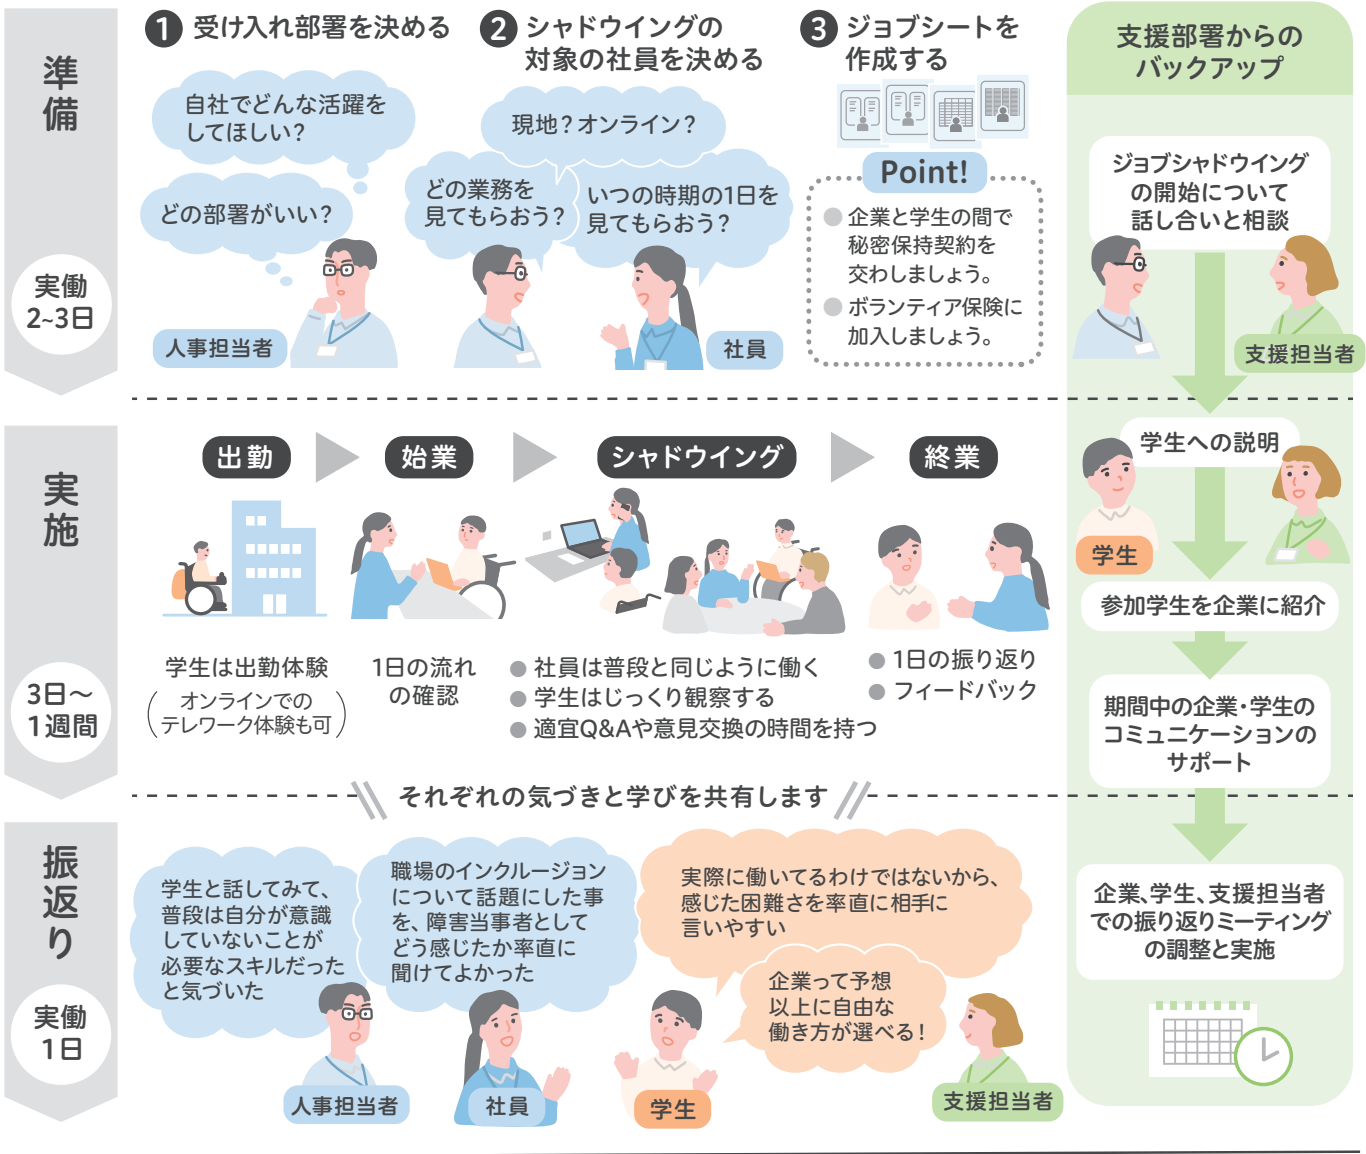 準備
実働
2~3日
1 受け入れ部署を決める
自社でどんな活躍を
してほしい?
どの部署がいい?
人事担当者
2 シャドウイングの
対象の社員を決める
現地?オンライン?
どの業務を
見てもらおう?
いつの時期の1日を
見てもらおう?
社員
3 ジョブシートを
作成する
Point!
企業と学生の間で
秘密保持契約を
交わしましょう。
ボランティア保険に
加入しましょう。
支援部署からの
バックアップ
ジョブシャドウイング
の開始について
話し合いと相談
支援担当者
学生への説明
学生
参加学生を企業に紹介
期間中の企業・学生の
コミュニケーションの
サポート
企業、学生、支援担当者
での振り返りミーティング
の調整と実施
実施
3日〜
1週間
出勤
始業
シャドウイング
終業
学生は出勤体験
(オンラインでの
テレワーク体験も可)
1日の流れ
の確認
● 社員は普段と同じように働く
● 学生はじっくり観察する
● 適宜Q&Aや意見交換の時間を持つ
● 1日の振り返り
● フィードバック
それぞれの気づきと学びを共有します
振返り
実働
1日
学生と話してみて、
普段は自分が意識
していないことが
必要なスキルだった
と気づいた
人事担当者
職場のインクルージョン
について話題にした事
を、障害当事者として
どう感じたか率直に
聞けてよかった
社員
実際に働いてるわけではないから、
感じた困難さを率直に相手に
言いやすい
企業って予想
以上に自由な
働き方が選べる!
学生
支援担当者